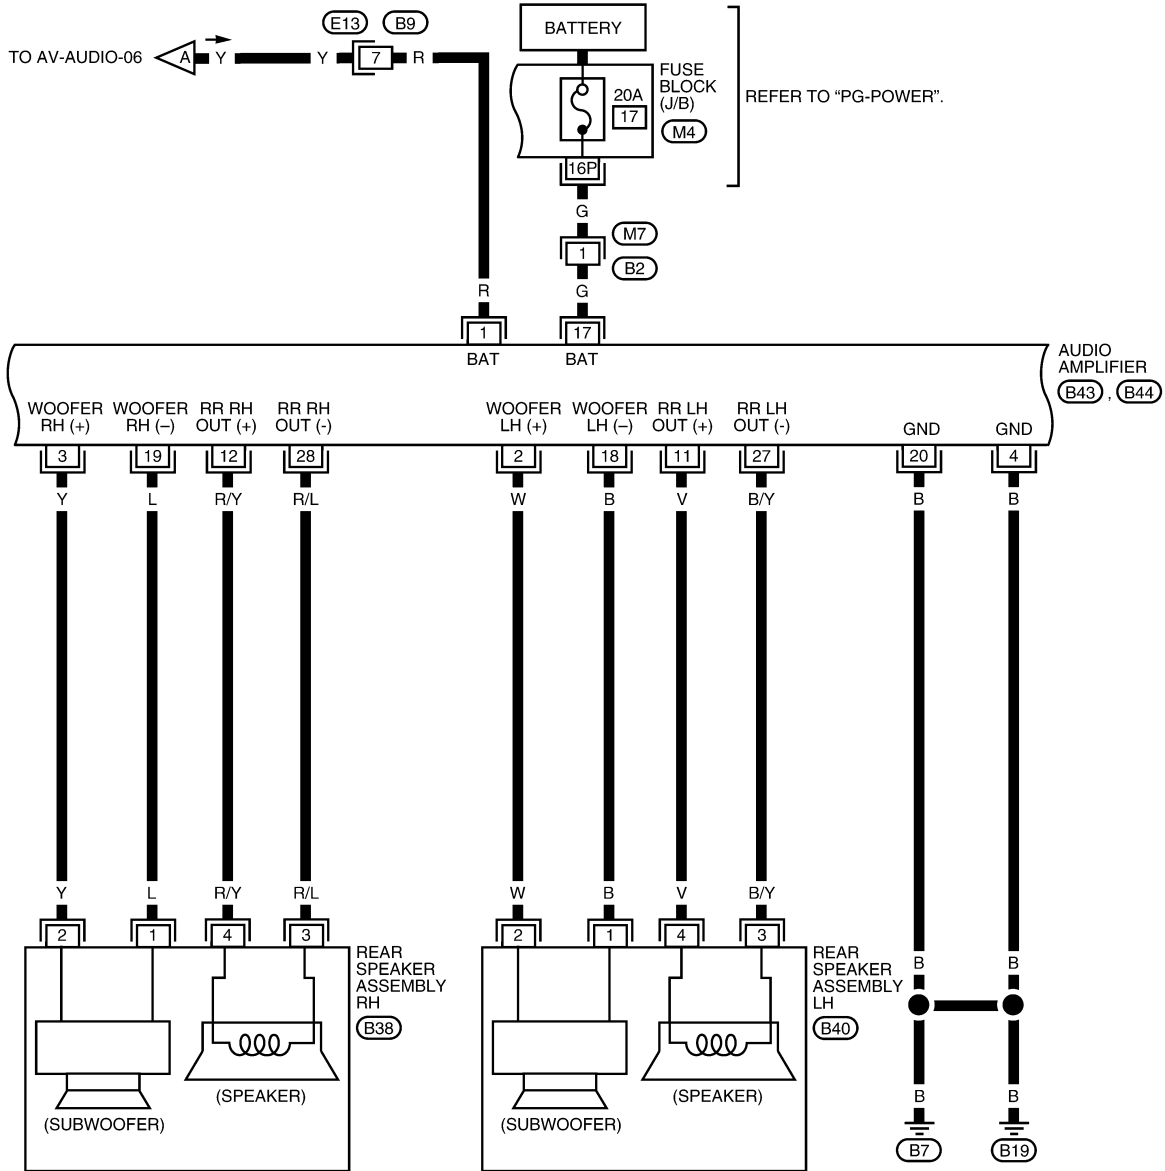 E13 B9
BATTERY
TO AV-AUDIO-06 A Y Y 7 R
FUSE
BLOCK
(J/B)
20A
17
M4
REFER TO “PG-POWER”.
16P
G
M7
1
B2
R G
1 17
BAT BAT
AUDIO
AMPLIFIER
B43 , B44
WOOFER
RH (+)
WOOFER
RH (–)
RR RH
OUT (+)
RR RH
OUT (-)
WOOFER
LH (+)
WOOFER
LH (–)
RR LH
OUT (+)
RR LH
OUT (-)
GND GND
3 19 12 28 2 18 11 27 20 4
Y L R/Y R/L W B V B/Y B B
Y L R/Y R/L W B V B/Y
2 1 4 3 2 1 4 3
REAR
SPEAKER
ASSEMBLY
RH
B38
REAR
SPEAKER
ASSEMBLY
LH
B40
B B
(SPEAKER) (SPEAKER)
B B
(SUBWOOFER) (SUBWOOFER)
B7 B19